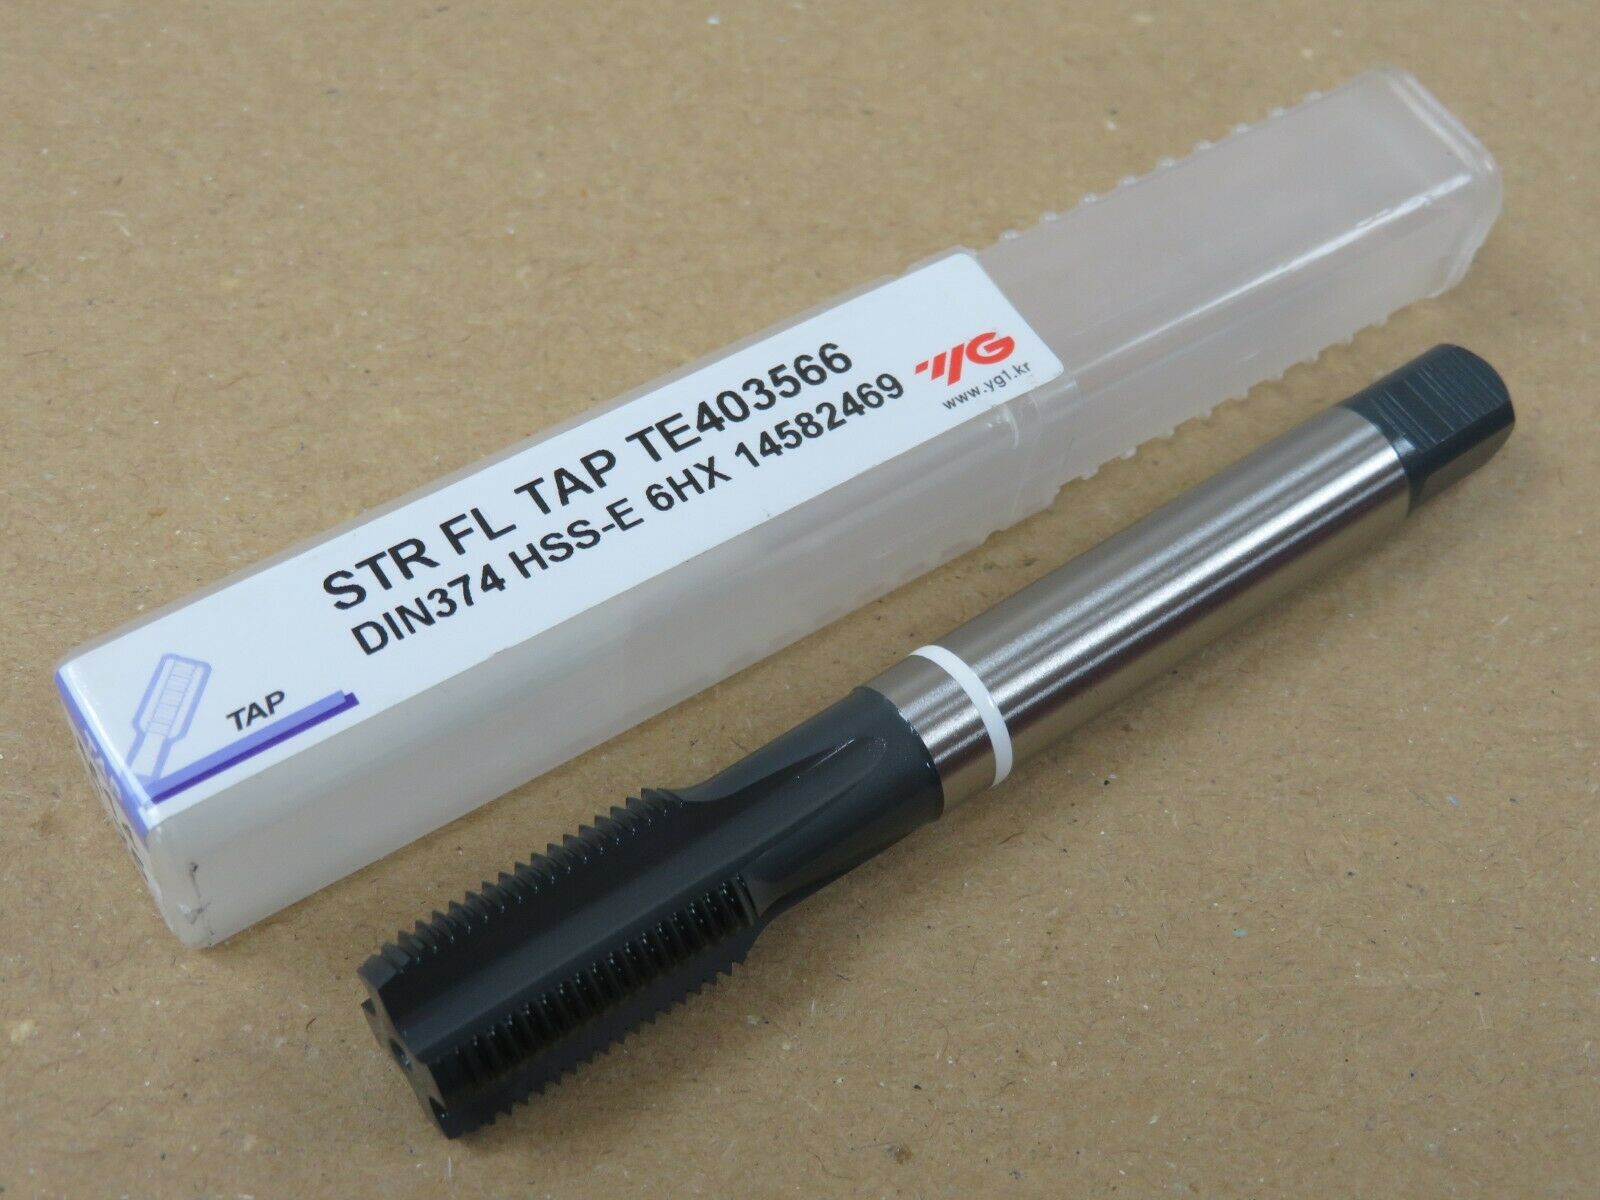 STR FL TAP TE403566
DIN374 HSS-E 6HX 14582469
YG
www.yg1.kr
TAP